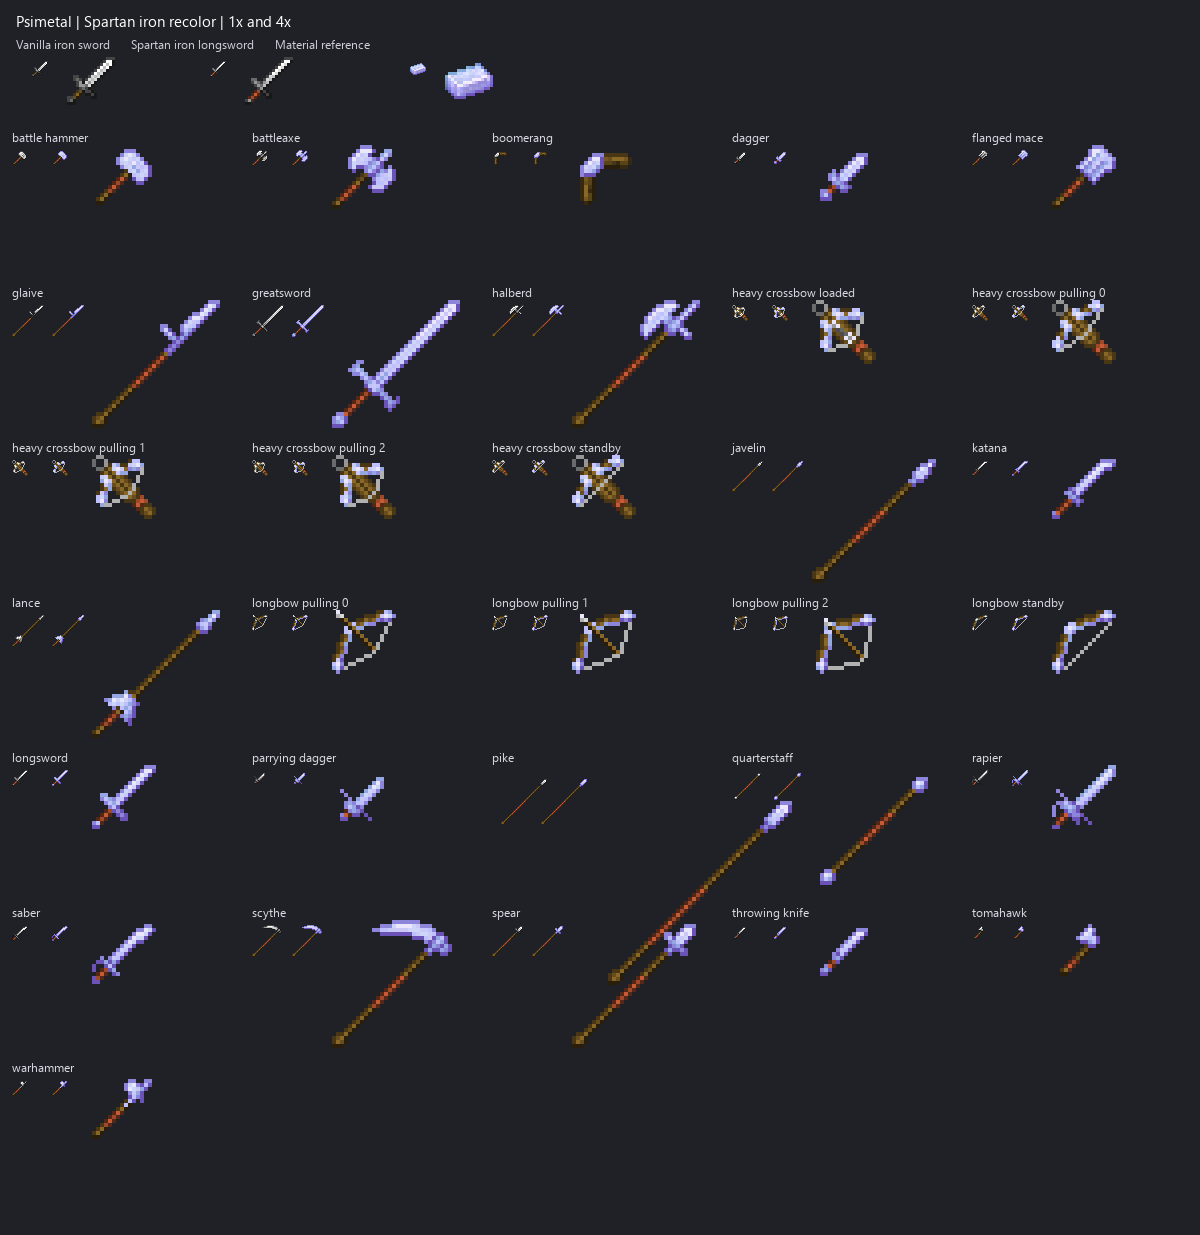 Psimetal | Spartan iron recolor | 1x and 4x
Vanilla iron sword Spartan iron longsword Material reference
battle hammer battleaxe boomerang dagger flanged mace
glaive greatsword halberd heavy crossbow loaded heavy crossbow pulling 0
heavy crossbow pulling 1 heavy crossbow pulling 2 heavy crossbow standby javelin katana
lance longbow pulling 0 longbow pulling 1 longbow pulling 2 longbow standby
longsword parrying dagger pike quarterstaff rapier
saber scythe spear throwing knife tomahawk
warhammer